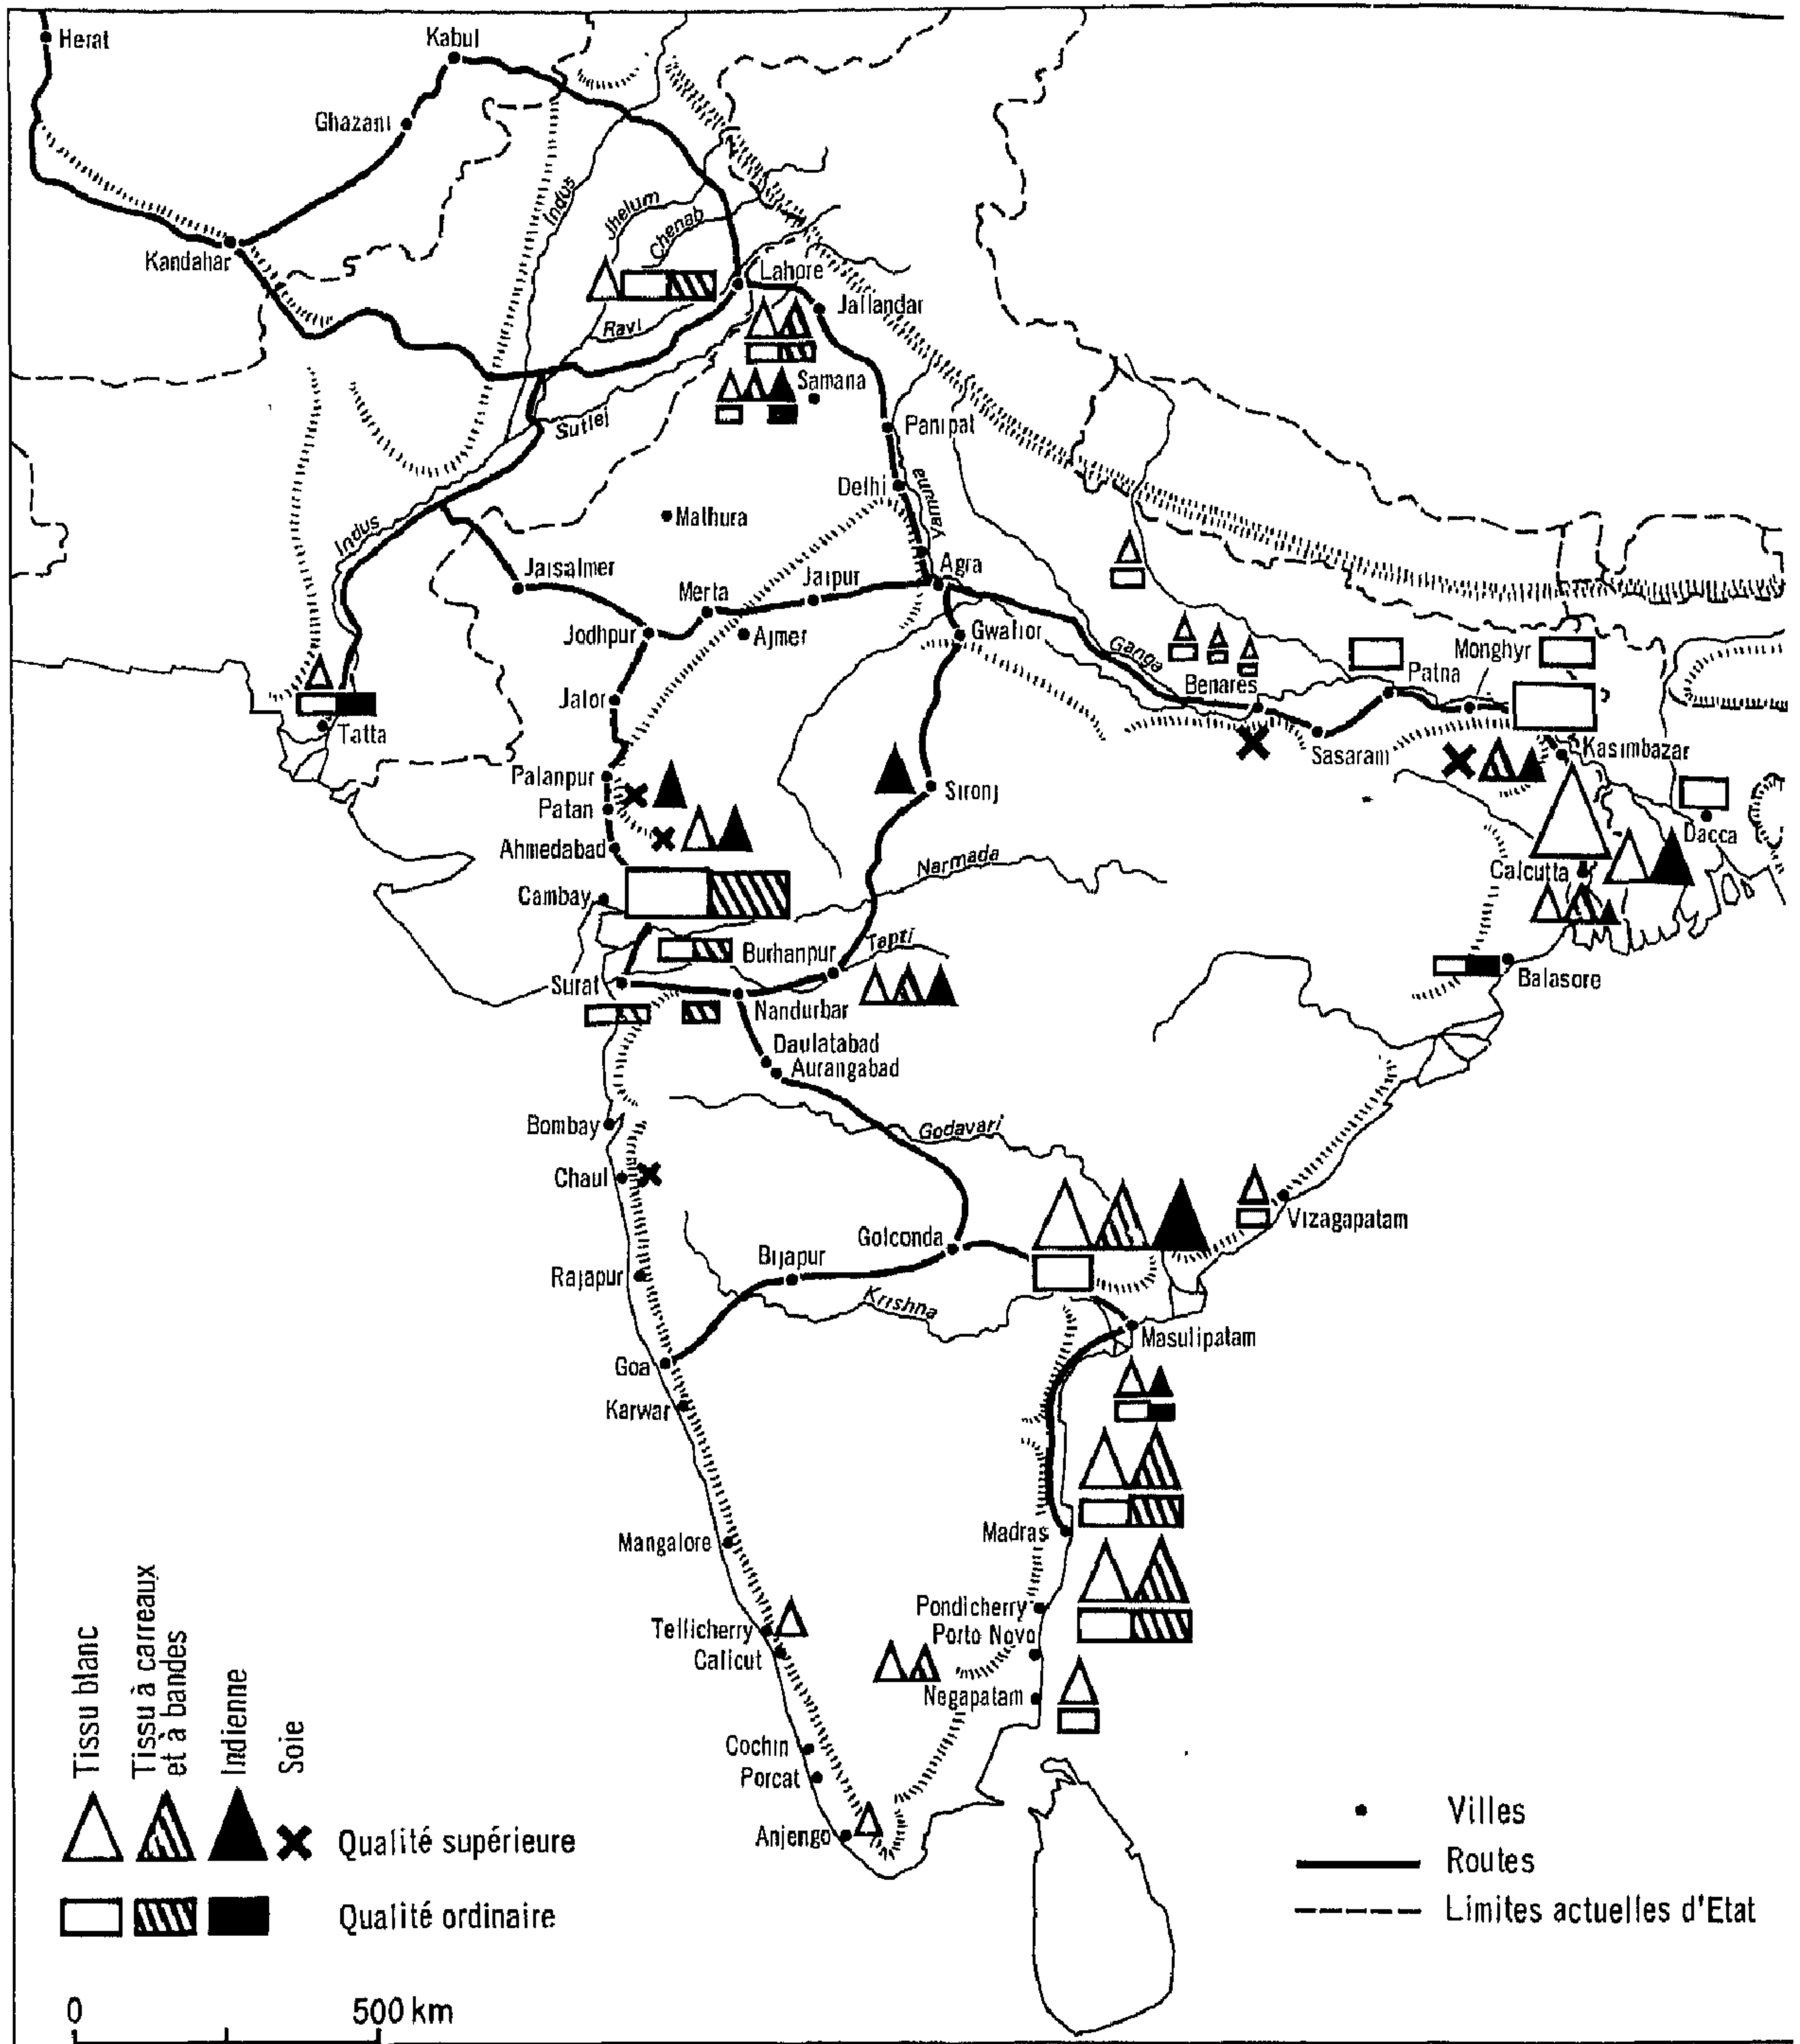 Herat
Kabul
Ghazani
Indus
Jhelum
Chenab
Kandahar
Lahore
Jallandar
Ravi
Samana
Sutlej
Panipat
Delhi
Yamuna
Mathura
Indus
Jaisalmer
Agra
Jaipur
Merta
Jodhpur
Ajmer
Gwalior
Ganga
Monghyr
Patna
Benares
Jalor
Tatta
Sasaram
Kasimbazar
Palanpur
Sironj
Patan
Dacca
Ahmedabad
Narmada
Calcutta
Cambay
Tapti
Burhanpur
Balasore
Surat
Nandurbar
Daulatabad
Aurangabad
Bombay
Godavari
Chaul
Vizagapatam
Golconda
Bijapur
Rajapur
Krishna
Masulipatam
Goa
Karwar
Madras
Mangalore
Pondicherry
Porto Novo
Tellicherry
Calicut
Negapatam
Cochin
Porcat
Anjengo
Tissu blanc
Tissu à carreaux
et à bandes
Indienne
Soie
Qualité supérieure
Qualité ordinaire
Villes
Routes
Limites actuelles d'Etat
0 500 km